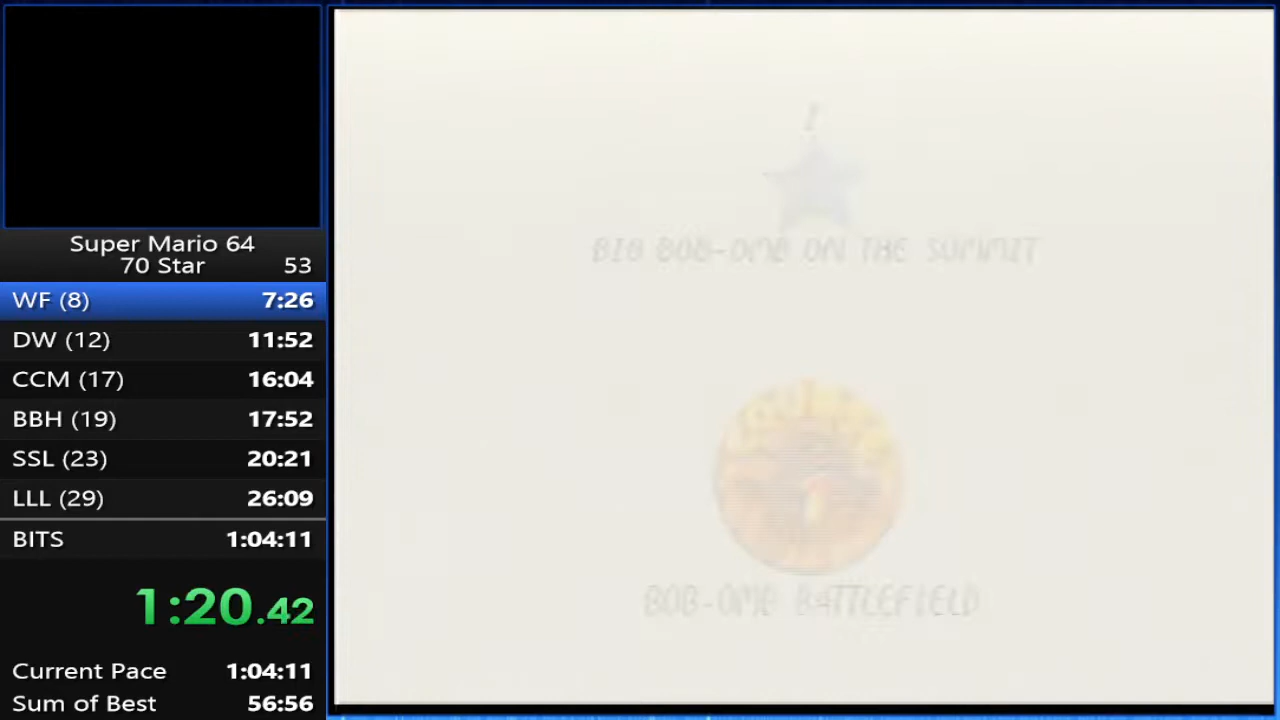 Super Mario 64
70 Star 53
WF (8) 7:26
DW (12) 11:52
CCM (17) 16:04
BBH (19) 17:52
SSL (23) 20:21
LLL (29) 26:09
BITS 1:04:11
1:20.42
Current Pace 1:04:11
Sum of Best 56:56
1
BIG BOB-OMB ON THE SUMMIT
COURSE
1
BOB-OMB BATTLEFIELD